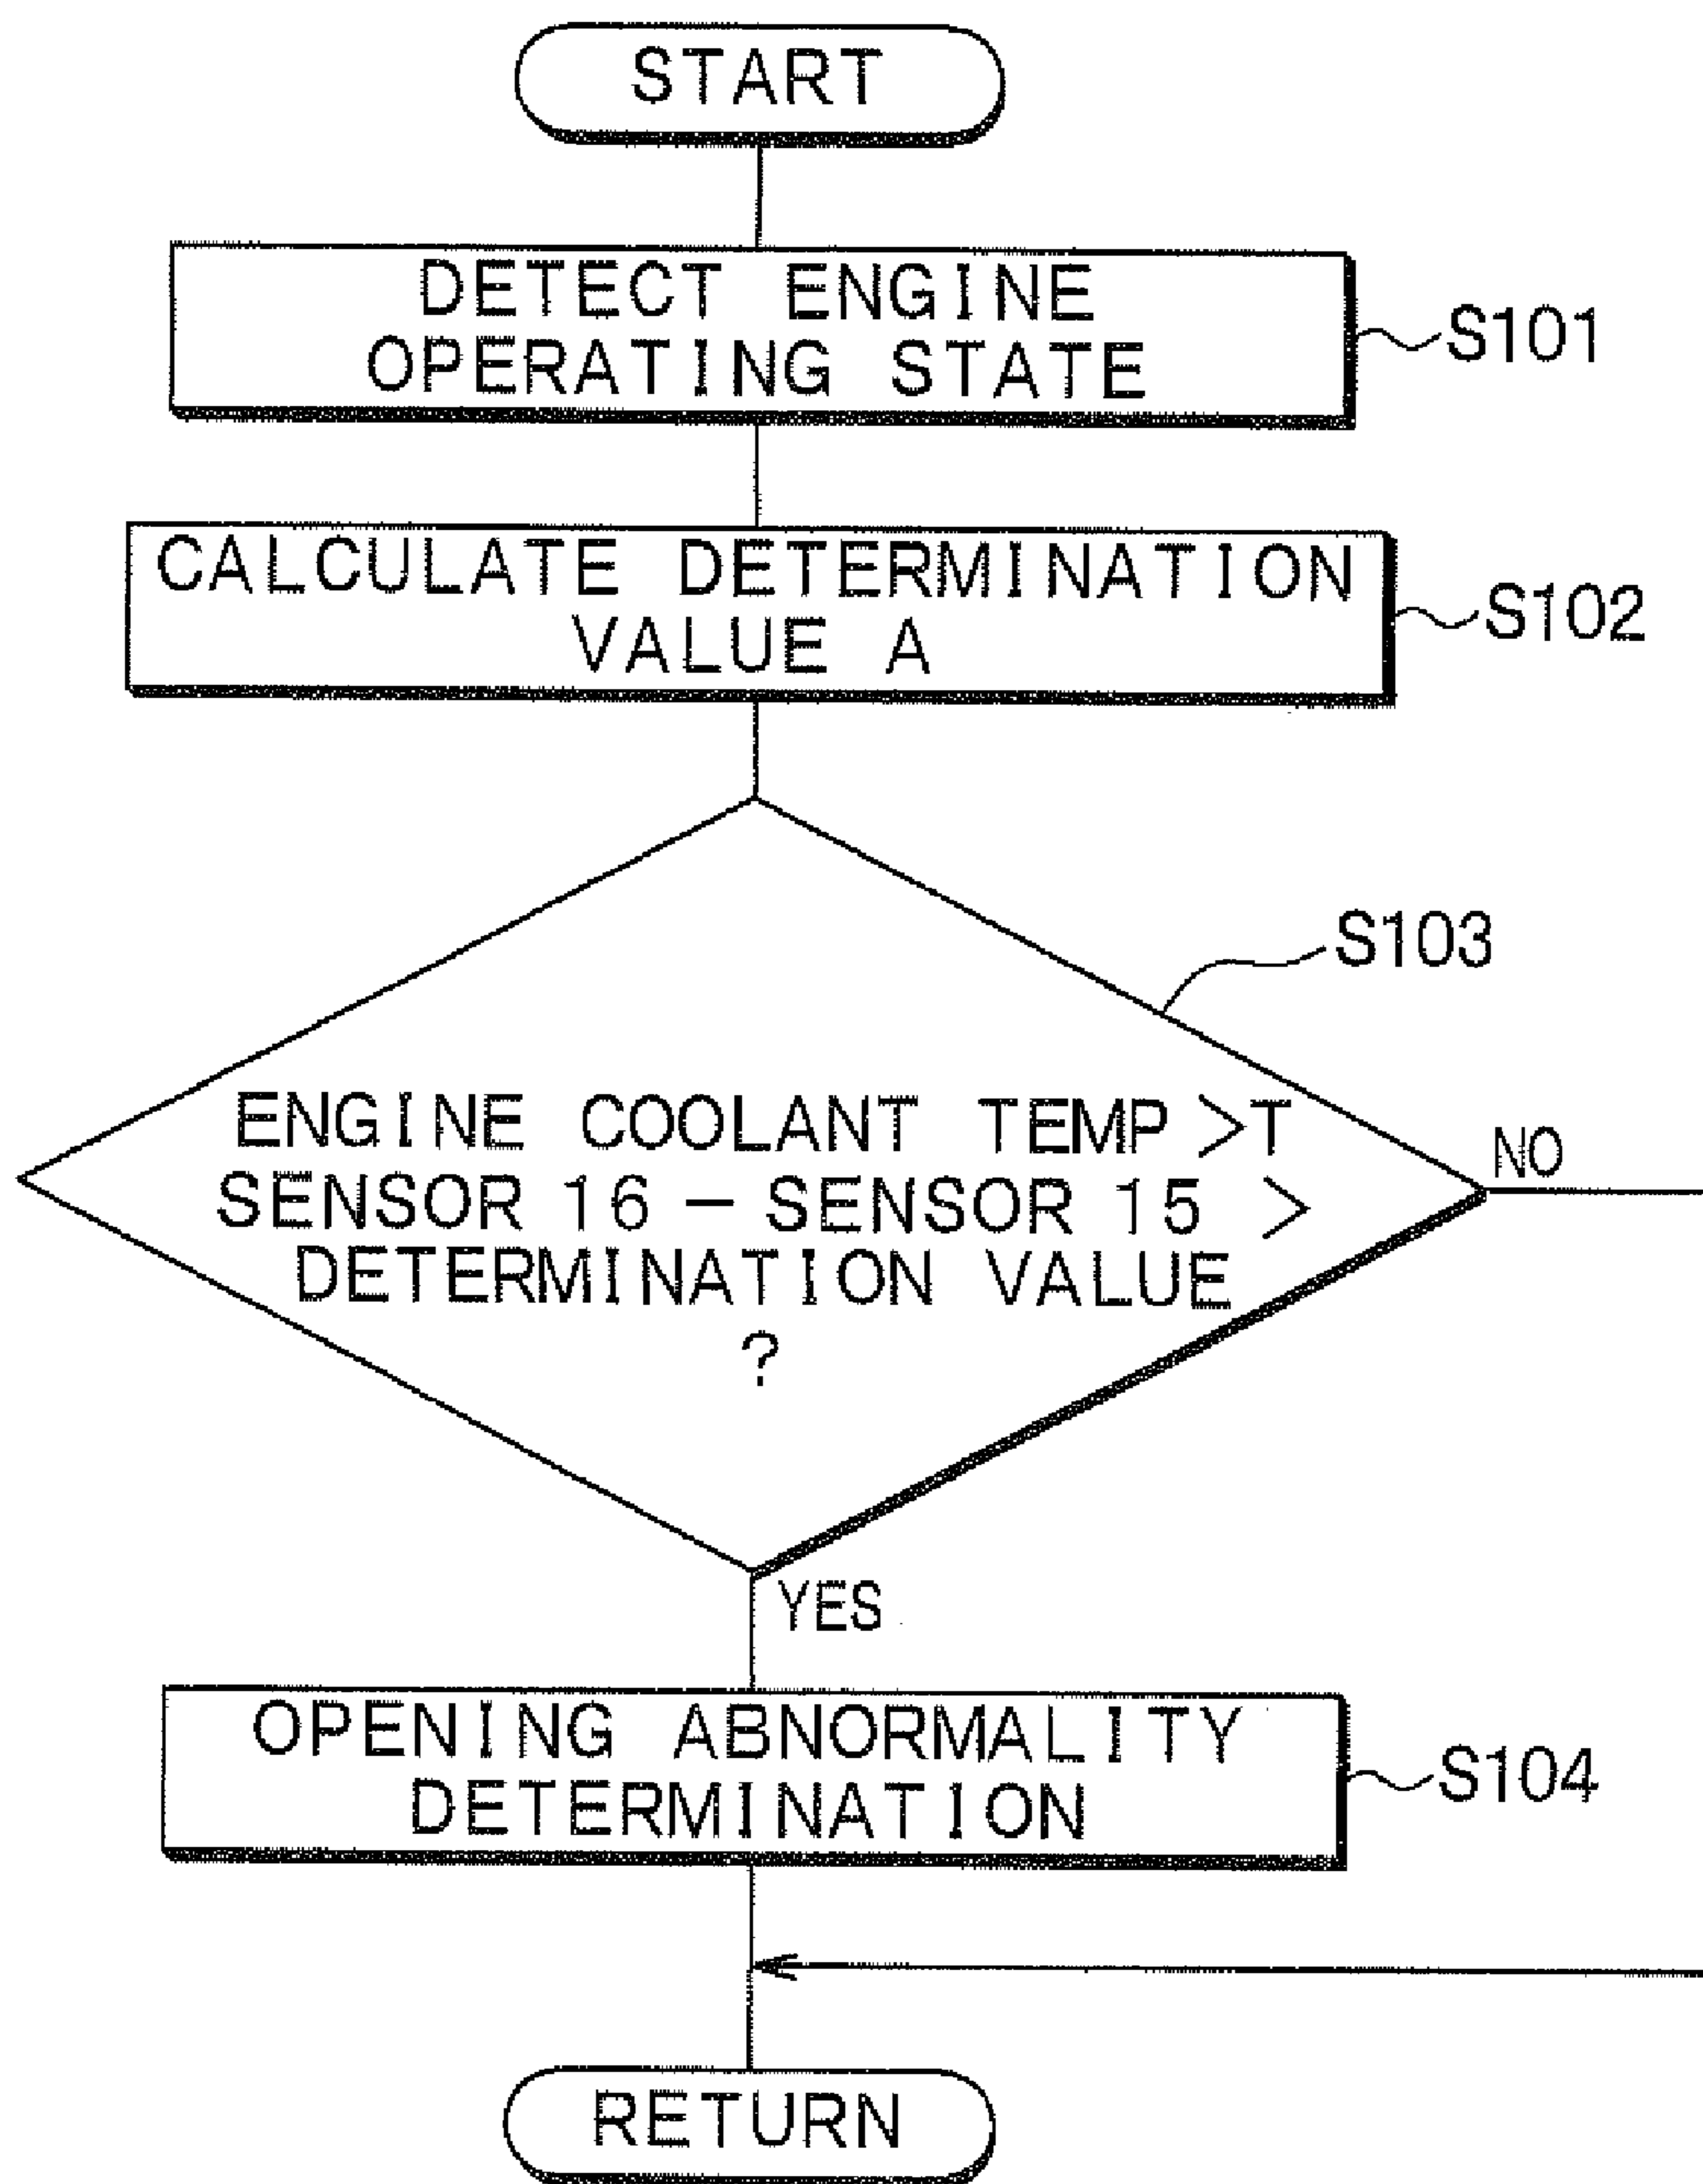 START
DETECT ENGINE
OPERATING STATE
S101
CALCULATE DETERMINATION
VALUE A
S102
S103
ENGINE COOLANT TEMP >T
SENSOR 16 - SENSOR 15 >
DETERMINATION VALUE
?
NO
YES
OPENING ABNORMALITY
DETERMINATION
S104
RETURN